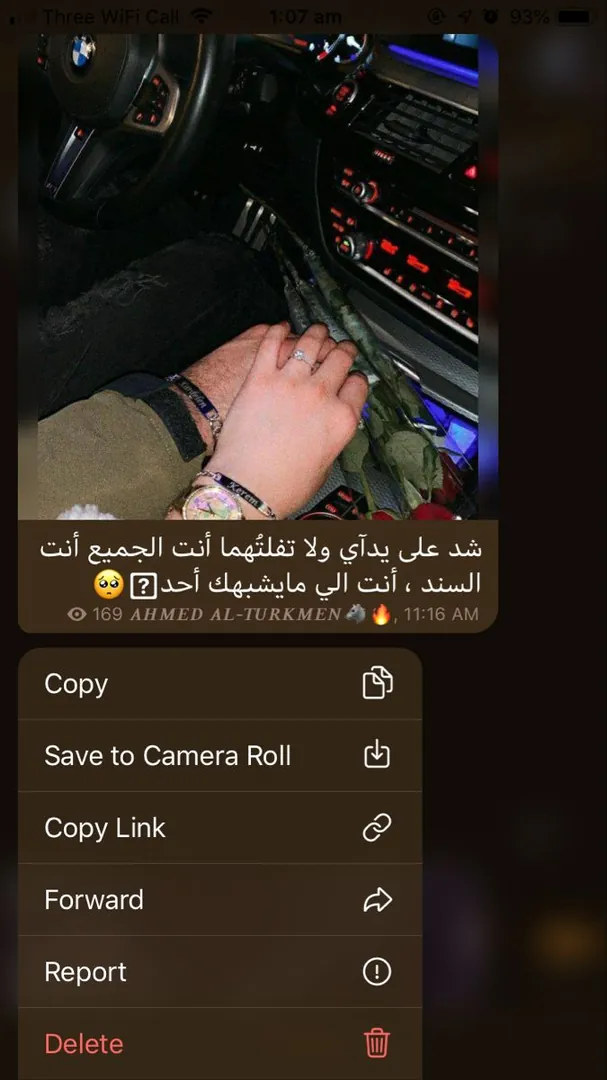 Three WiFi Call 1:07 am 93%
Kerem
شد على يدآي ولا تفلتُهما أنت الجميع أنت
السند ، أنت الي مايشبهك أحد🥺
169 AHMED AL-TURKMEN🦓🔥, 11:16 AM
Copy
Save to Camera Roll
Copy Link
Forward
Report
Delete